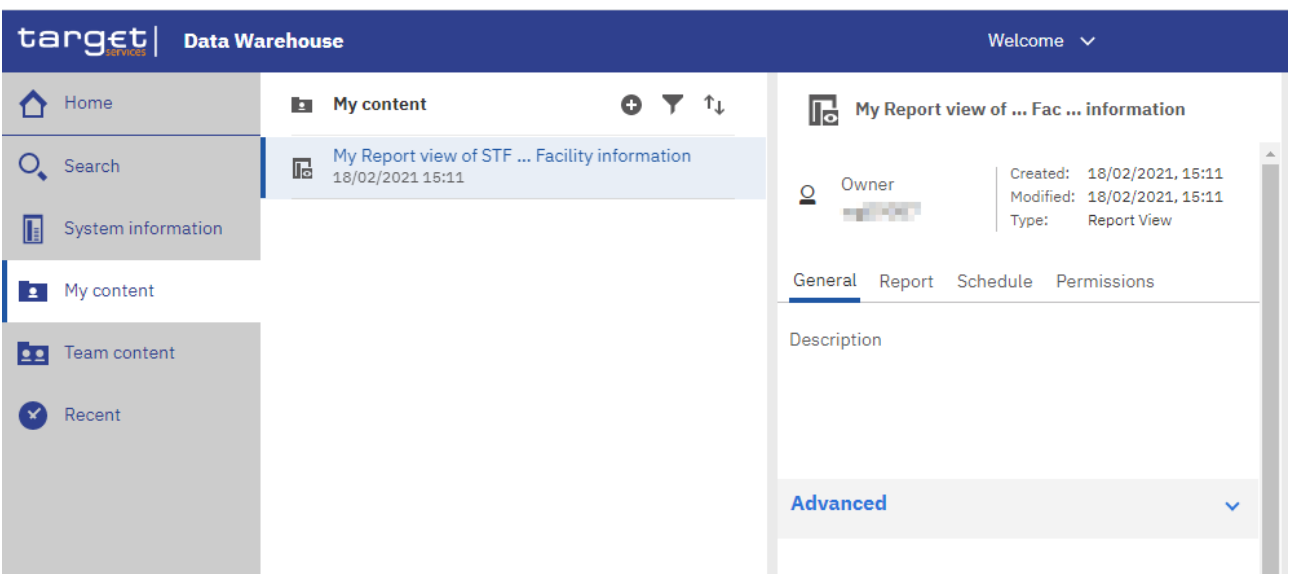 target services Data Warehouse
Welcome
Home
Search
System information
My content
Team content
Recent
My content
My Report view of STF ... Facility information
18/02/2021 15:11
My Report view of ... Fac ... information
Owner
Created: 18/02/2021, 15:11
Modified: 18/02/2021, 15:11
Type: Report View
General Report Schedule Permissions
Description
Advanced